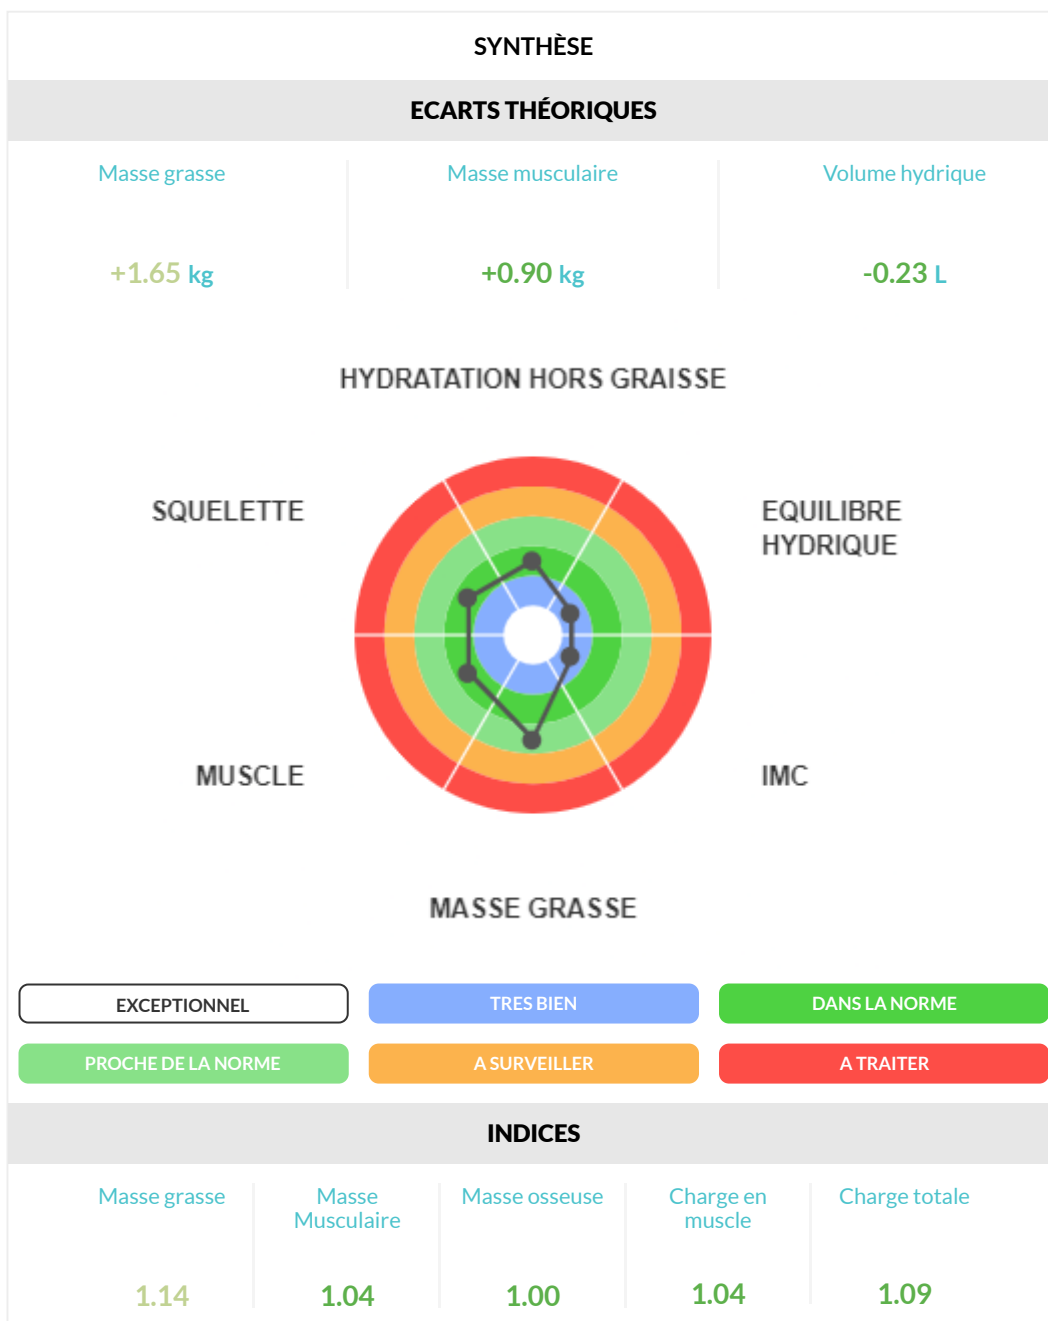 SYNTHÈSE
ECARTS THÉORIQUES
Masse grasse
Masse musculaire
Volume hydrique
+1.65 kg
+0.90 kg
-0.23 L
HYDRATATION HORS GRAISSE
SQUELETTE
EQUILIBRE
HYDRIQUE
MUSCLE
IMC
MASSE GRASSE
EXCEPTIONNEL
TRES BIEN
DANS LA NORME
PROCHE DE LA NORME
A SURVEILLER
A TRAITER
INDICES
Masse grasse
Masse
Musculaire
Masse osseuse
Charge en
muscle
Charge totale
1.14
1.04
1.00
1.04
1.09